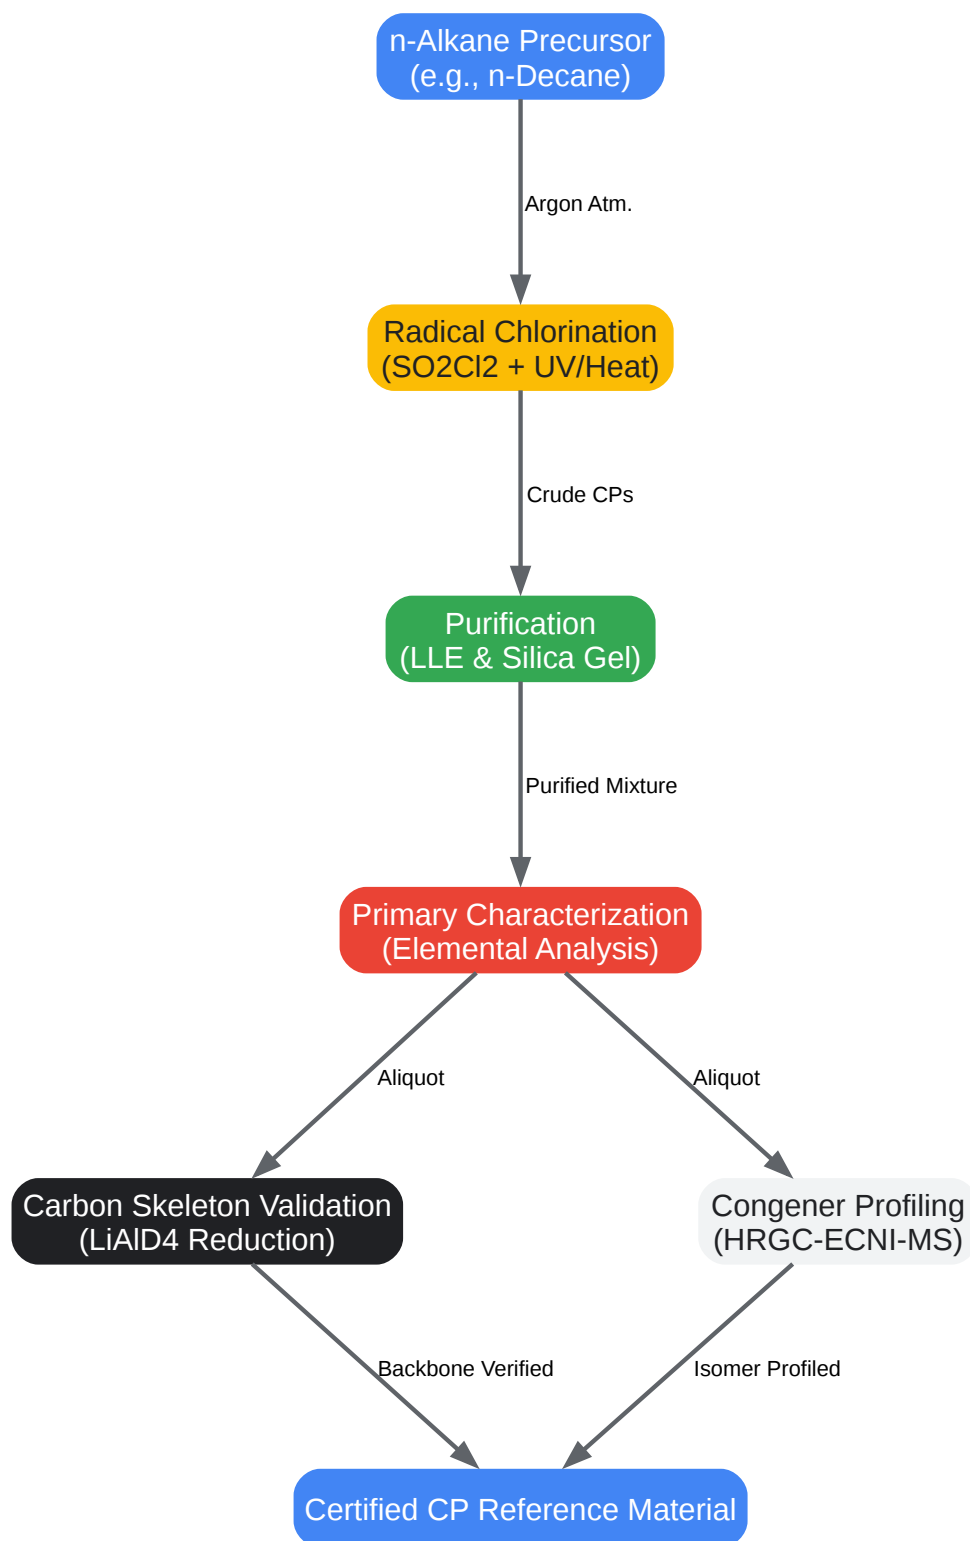 n-Alkane Precursor
(e.g., n-Decane)
Argon Atm.
Radical Chlorination
(SO2Cl2 + UV/Heat)
Crude CPs
Purification
(LLE & Silica Gel)
Purified Mixture
Primary Characterization
(Elemental Analysis)
Aliquot
Aliquot
Carbon Skeleton Validation
(LiAlD4 Reduction)
Congener Profiling
(HRGC-ECNI-MS)
Backbone Verified
Isomer Profiled
Certified CP Reference Material